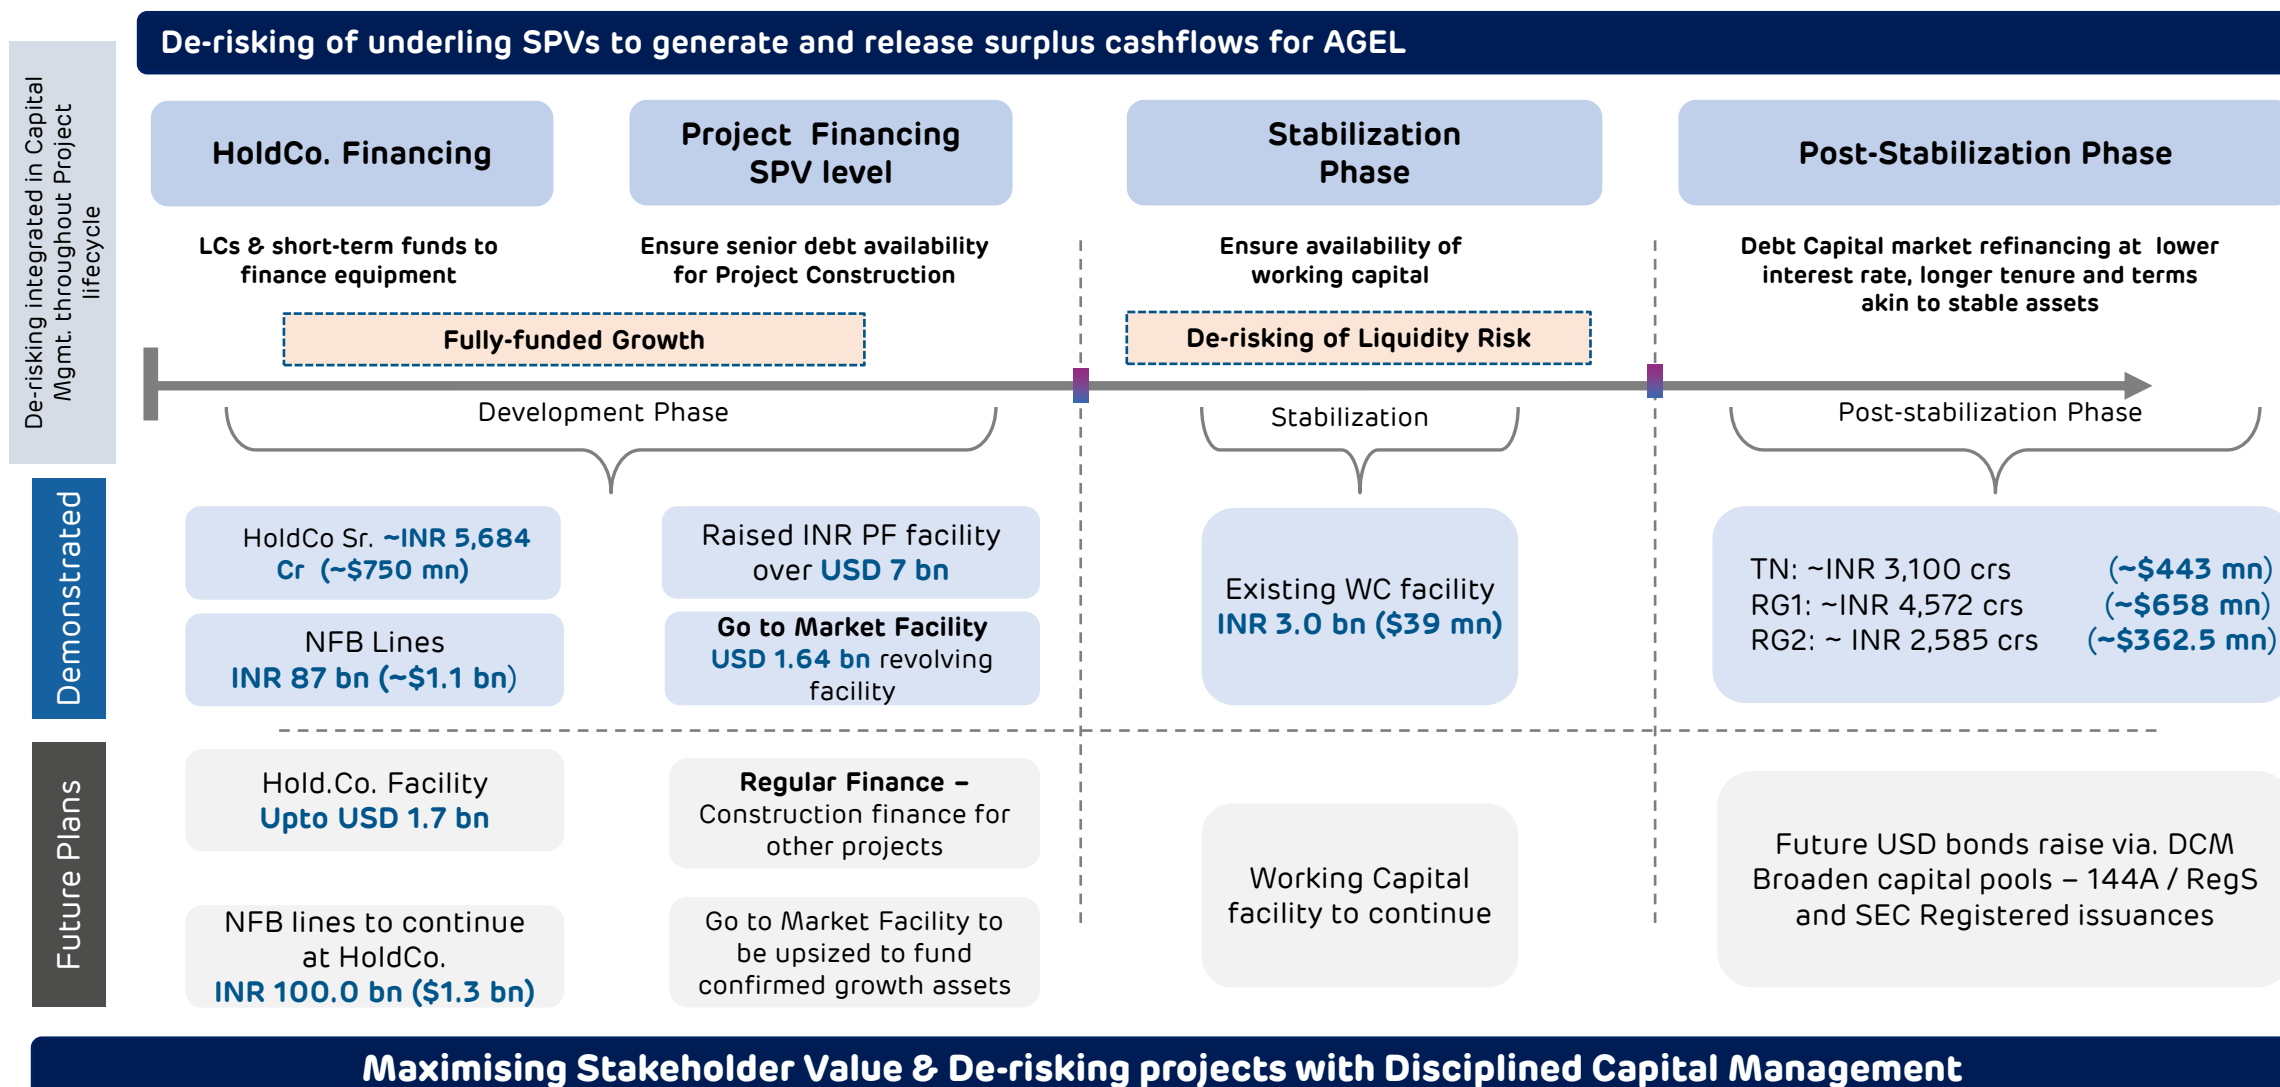 De-risking of underling SPVs to generate and release surplus cashflows for AGEL
De-risking integrated in Capital
Mgmt. throughout Project
lifecycle
HoldCo. Financing
Project Financing
SPV level
Stabilization
Phase
Post-Stabilization Phase
LCs & short-term funds to
finance equipment
Ensure senior debt availability
for Project Construction
Ensure availability of
working capital
Debt Capital market refinancing at lower
interest rate, longer tenure and terms
akin to stable assets
Fully-funded Growth
De-risking of Liquidity Risk
Development Phase
Stabilization
Post-stabilization Phase
Demonstrated
HoldCo Sr. ~INR 5,684
Cr (~$750 mn)
NFB Lines
INR 87 bn (~$1.1 bn)
Raised INR PF facility
over USD 7 bn
Go to Market Facility
USD 1.64 bn revolving
facility
Existing WC facility
INR 3.0 bn ($39 mn)
TN: ~INR 3,100 crs (~$443 mn)
RG1: ~INR 4,572 crs (~$658 mn)
RG2: ~ INR 2,585 crs (~$362.5 mn)
Future Plans
Hold.Co. Facility
Upto USD 1.7 bn
NFB lines to continue
at HoldCo.
INR 100.0 bn ($1.3 bn)
Regular Finance –
Construction finance for
other projects
Go to Market Facility to
be upsized to fund
confirmed growth assets
Working Capital
facility to continue
Future USD bonds raise via. DCM
Broaden capital pools – 144A / RegS
and SEC Registered issuances
Maximising Stakeholder Value & De-risking projects with Disciplined Capital Management